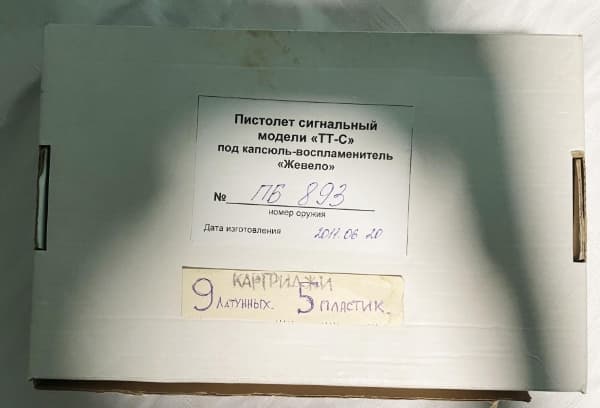 Пистолет сигнальный
модели «ТТ-С»
под капсюль-воспламенитель
«Жевело»
№ ПБ 893
номер оружия
Дата изготовления 2011.06 20
КАРТРИДЖИ
9 ЛАТУННЫХ. 5 ПЛАСТИК.